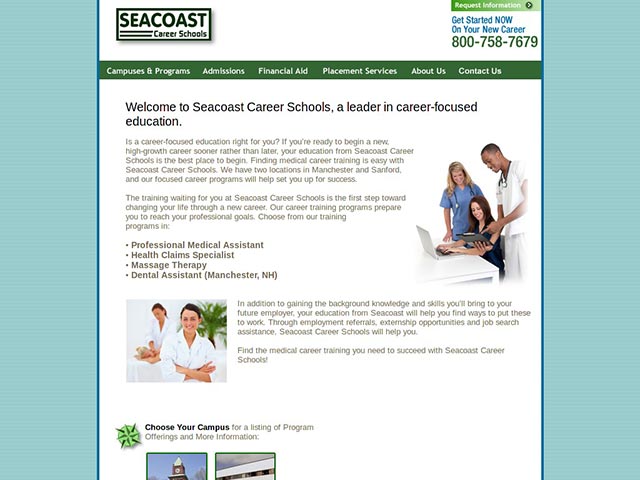 SEACOAST
Career Schools
Request Information
Get Started NOW
On Your New Career
800-758-7679
Campuses & Programs Admissions Financial Aid Placement Services About Us Contact Us
Welcome to Seacoast Career Schools, a leader in career-focused
education.
Is a career-focused education right for you? If you're ready to begin a new,
high-growth career sooner rather than later, your education from Seacoast Career
Schools is the best place to begin. Finding medical career training is easy with
Seacoast Career Schools. We have two locations in Manchester and Sanford,
and our focused career programs will help set you up for success.
The training waiting for you at Seacoast Career Schools is the first step toward
changing your life through a new career. Our career training programs prepare
you to reach your professional goals. Choose from our training
programs in:
• Professional Medical Assistant
• Health Claims Specialist
• Massage Therapy
• Dental Assistant (Manchester, NH)
In addition to gaining the background knowledge and skills you'll bring to your
future employer, your education from Seacoast will help you find ways to put these
to work. Through employment referrals, externship opportunities and job search
assistance, Seacoast Career Schools will help you.
Find the medical career training you need to succeed with Seacoast Career
Schools!
Choose Your Campus for a listing of Program
Offerings and More Information: